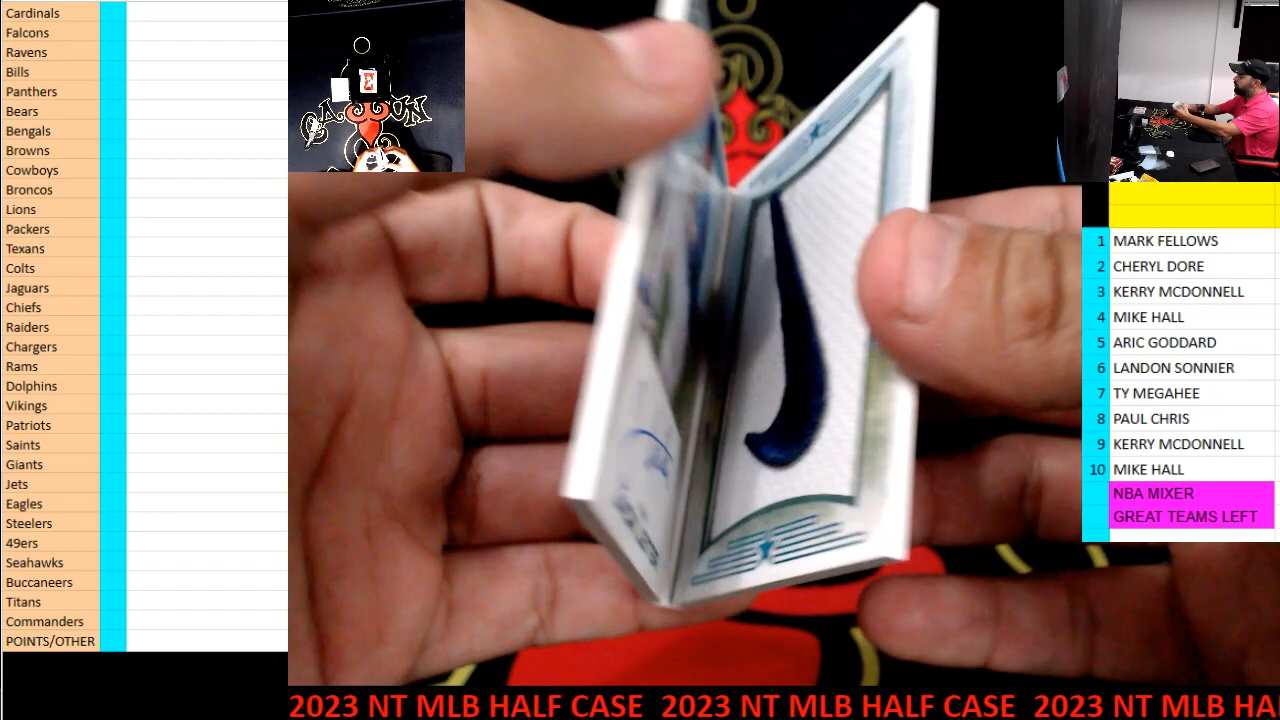 Cardinals
Falcons
Ravens
Bills
Panthers
Bears
Bengals
Browns
Cowboys
Broncos
Lions
Packers
Texans
Colts
Jaguars
Chiefs
Raiders
Chargers
Rams
Dolphins
Vikings
Patriots
Saints
Giants
Jets
Eagles
Steelers
49ers
Seahawks
Buccaneers
Titans
Commanders
POINTS/OTHER
1 MARK FELLOWS
2 CHERYL DORE
3 KERRY MCDONNELL
4 MIKE HALL
5 ARIC GODDARD
6 LANDON SONNIER
7 TY MEGAHEE
8 PAUL CHRIS
9 KERRY MCDONNELL
10 MIKE HALL
NBA MIXER
GREAT TEAMS LEFT
2023 NT MLB HALF CASE 2023 NT MLB HALF CASE 2023 NT MLB HA